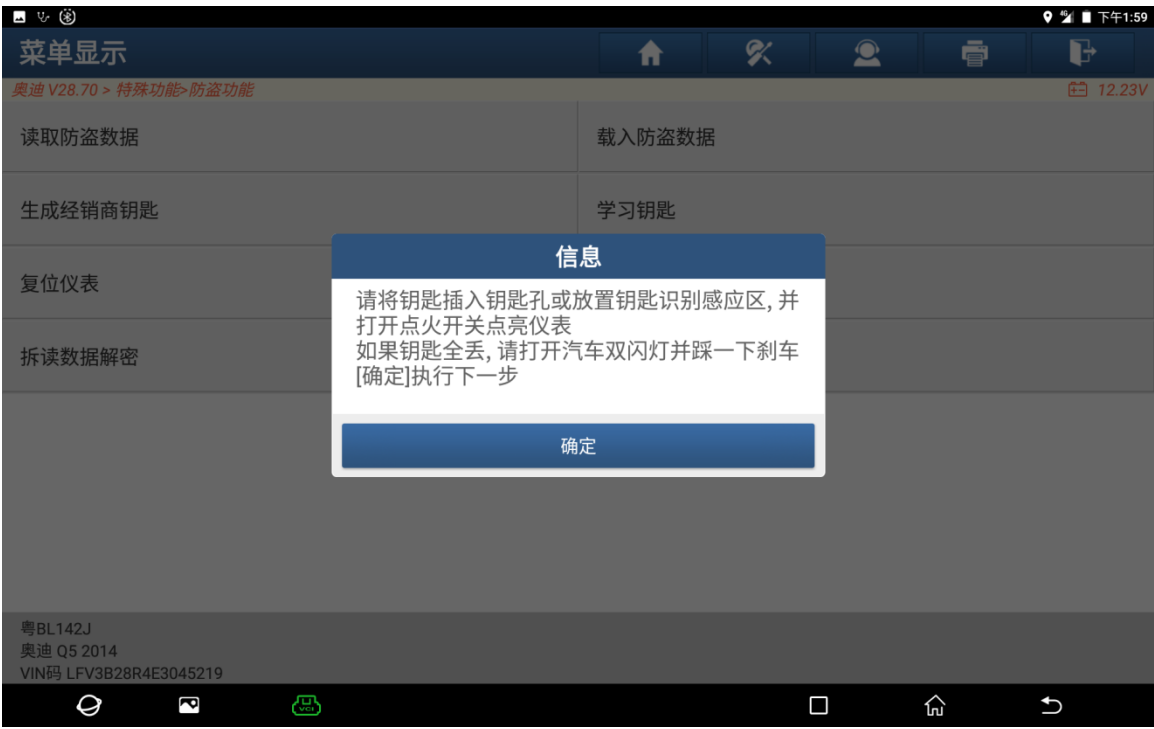 下午1:59
菜单显示
奥迪 V28.70 > 特殊功能>防盗功能
12.23V
读取防盗数据
载入防盗数据
生成经销商钥匙
学习钥匙
复位仪表
拆读数据解密
信息
请将钥匙插入钥匙孔或放置钥匙识别感应区, 并
打开点火开关点亮仪表
如果钥匙全丢, 请打开汽车双闪灯并踩一下刹车
[确定]执行下一步
确定
粤BL142J
奥迪 Q5 2014
VIN码 LFV3B28R4E3045219